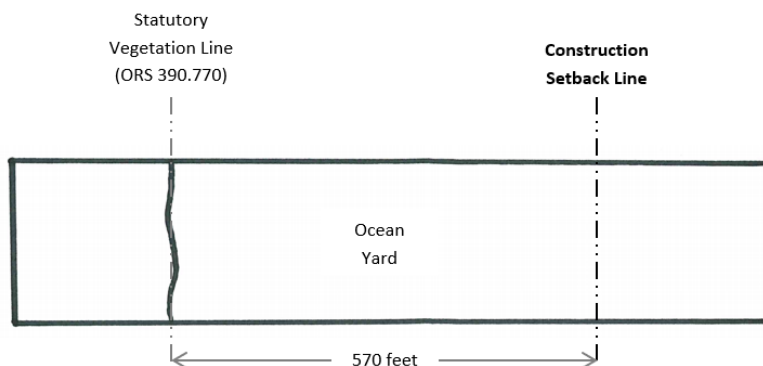 Statutory
Vegetation Line
(ORS 390.770)
Construction
Setback Line
Ocean
Yard
570 feet